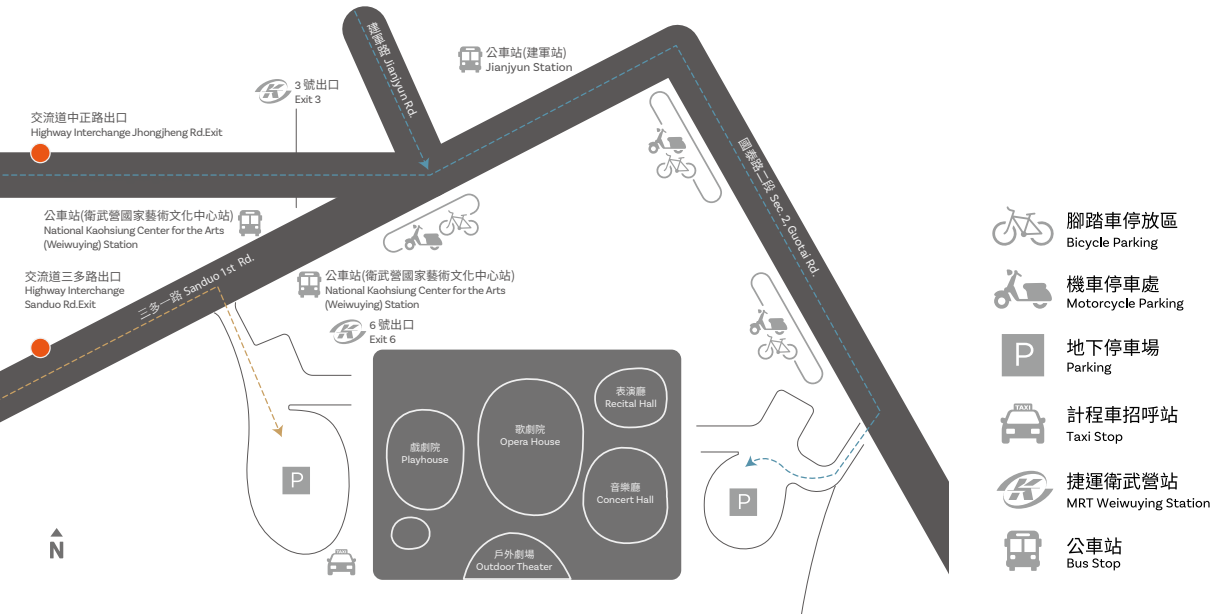 建軍路 Jianjyun Rd.
公車站(建軍站)
Jianjyun Station
3 號出口
Exit 3
交流道中正路出口
Highway Interchange Jhongjheng Rd.Exit
國泰路二段 Sec. 2, Guotai Rd.
公車站(衛武營國家藝術文化中心站)
National Kaohsiung Center for the Arts
(Weiwuying) Station
交流道三多路出口
Highway Interchange
Sanduo Rd.Exit
三多一路 Sanduo 1st Rd.
公車站(衛武營國家藝術文化中心站)
National Kaohsiung Center for the Arts
(Weiwuying) Station
6 號出口
Exit 6
表演廳
Recital Hall
歌劇院
Opera House
戲劇院
Playhouse
音樂廳
Concert Hall
戶外劇場
Outdoor Theater
P
P
N
TAXI
腳踏車停放區
Bicycle Parking
機車停車處
Motorcycle Parking
P
地下停車場
Parking
TAXI
計程車招呼站
Taxi Stop
捷運衛武營站
MRT Weiwuying Station
公車站
Bus Stop